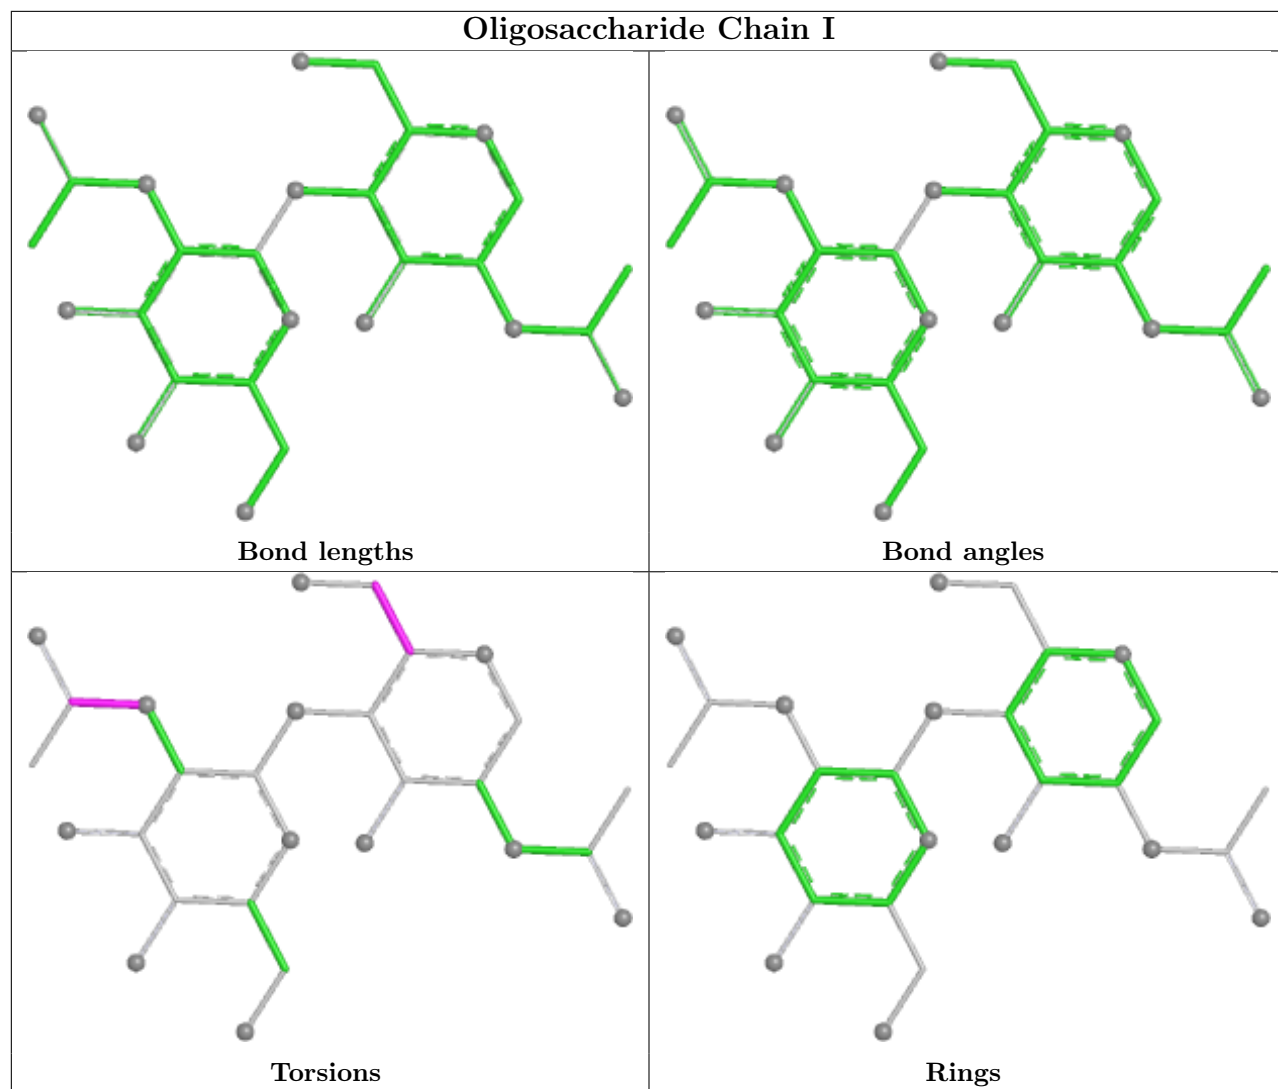 Oligosaccharide Chain I
Bond lengths
Bond angles
Torsions
Rings